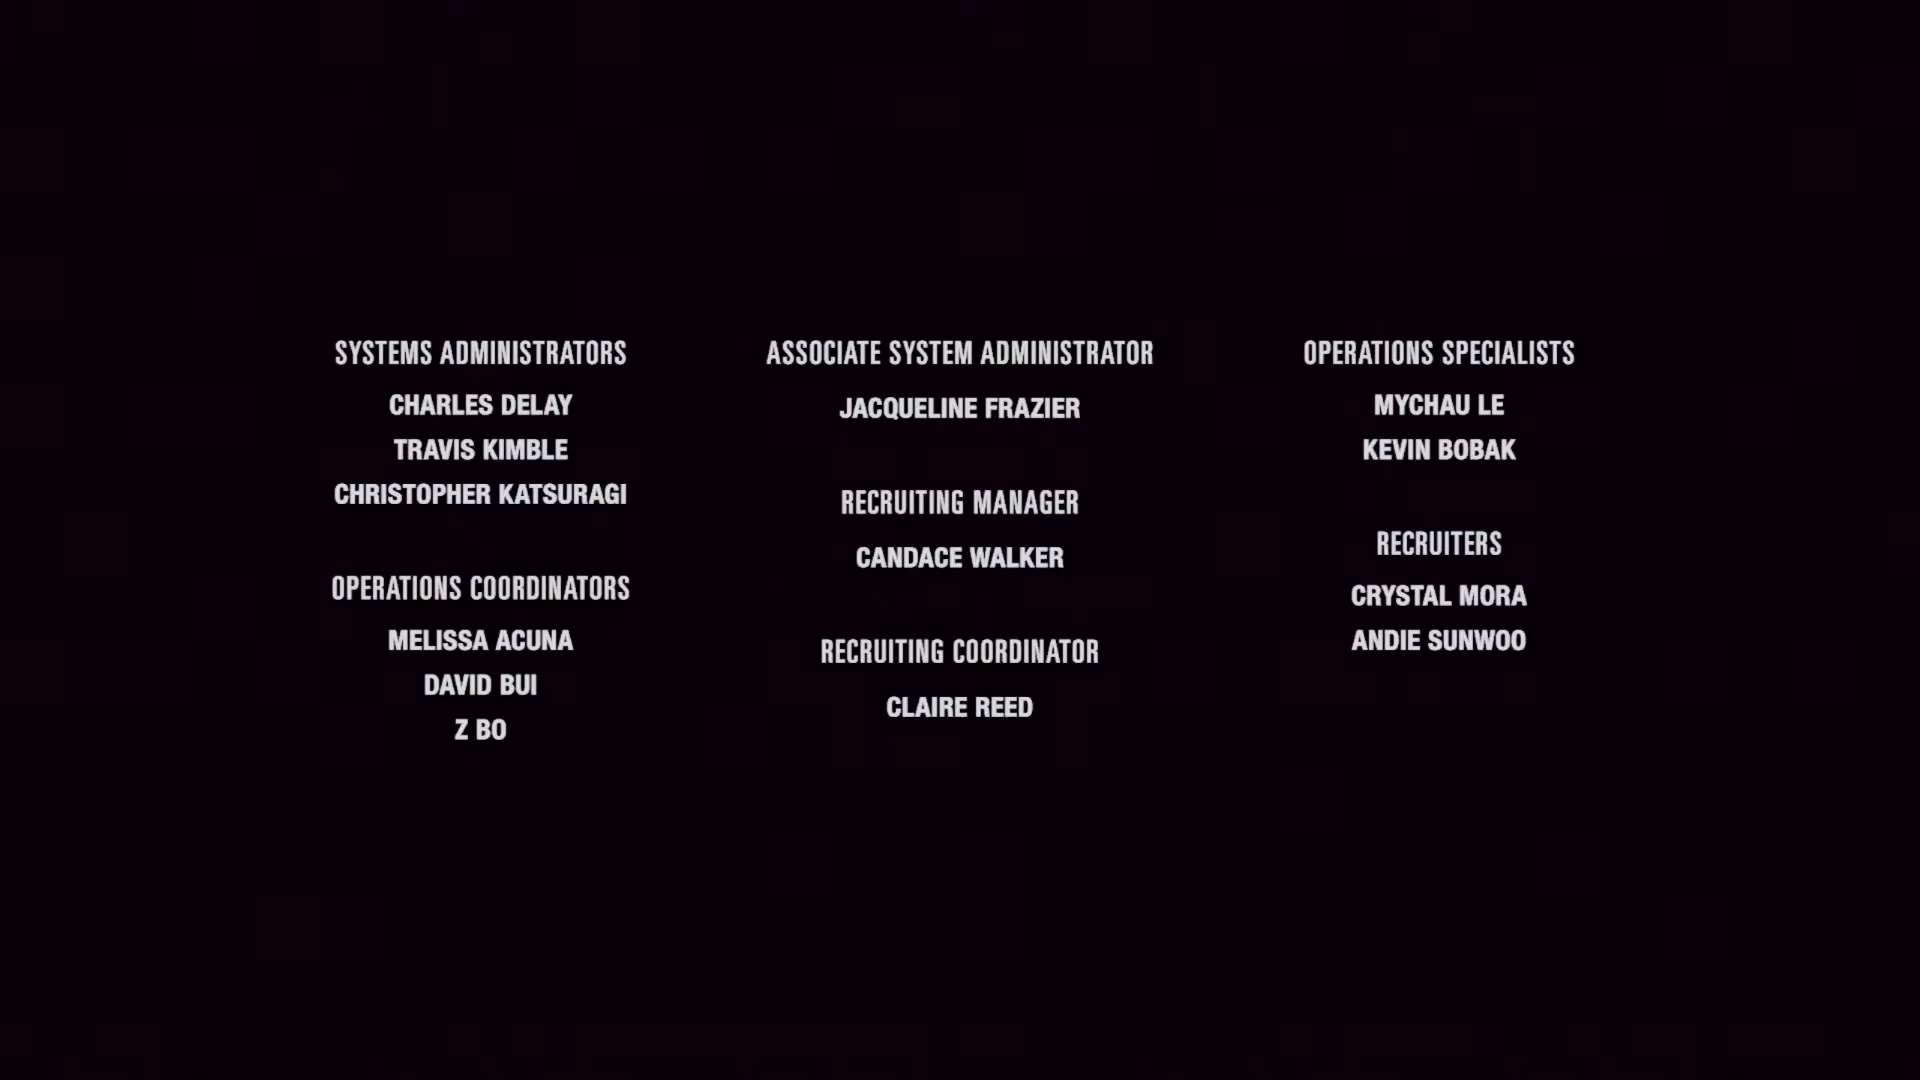 SYSTEMS ADMINISTRATORS
CHARLES DELAY
TRAVIS KIMBLE
CHRISTOPHER KATSURAGI
OPERATIONS COORDINATORS
MELISSA ACUNA
DAVID BUI
Z BO
ASSOCIATE SYSTEM ADMINISTRATOR
JACQUELINE FRAZIER
RECRUITING MANAGER
CANDACE WALKER
RECRUITING COORDINATOR
CLAIRE REED
OPERATIONS SPECIALISTS
MYCHAU LE
KEVIN BOBAK
RECRUITERS
CRYSTAL MORA
ANDIE SUNWOO